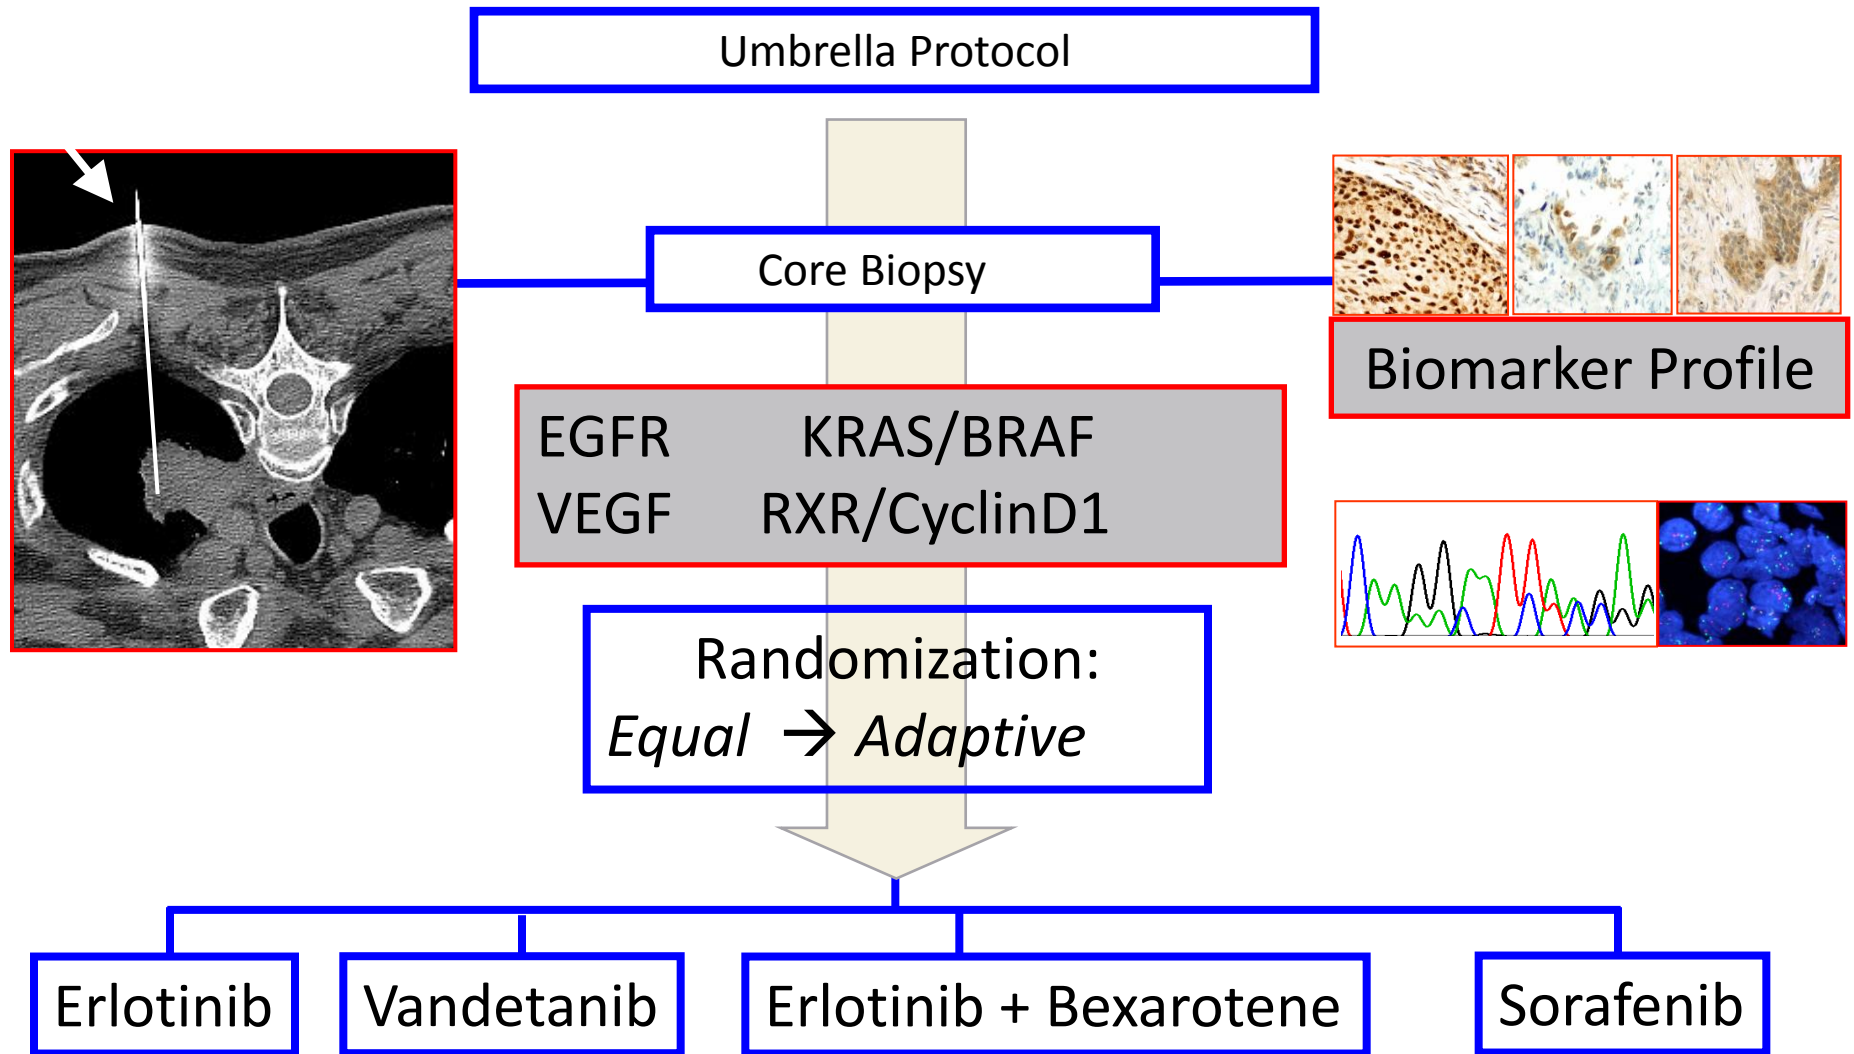 Umbrella Protocol
Core Biopsy
Biomarker Profile
EGFR KRAS/BRAF
VEGF RXR/CyclinD1
Randomization:
Equal → Adaptive
Erlotinib
Vandetanib
Erlotinib + Bexarotene
Sorafenib